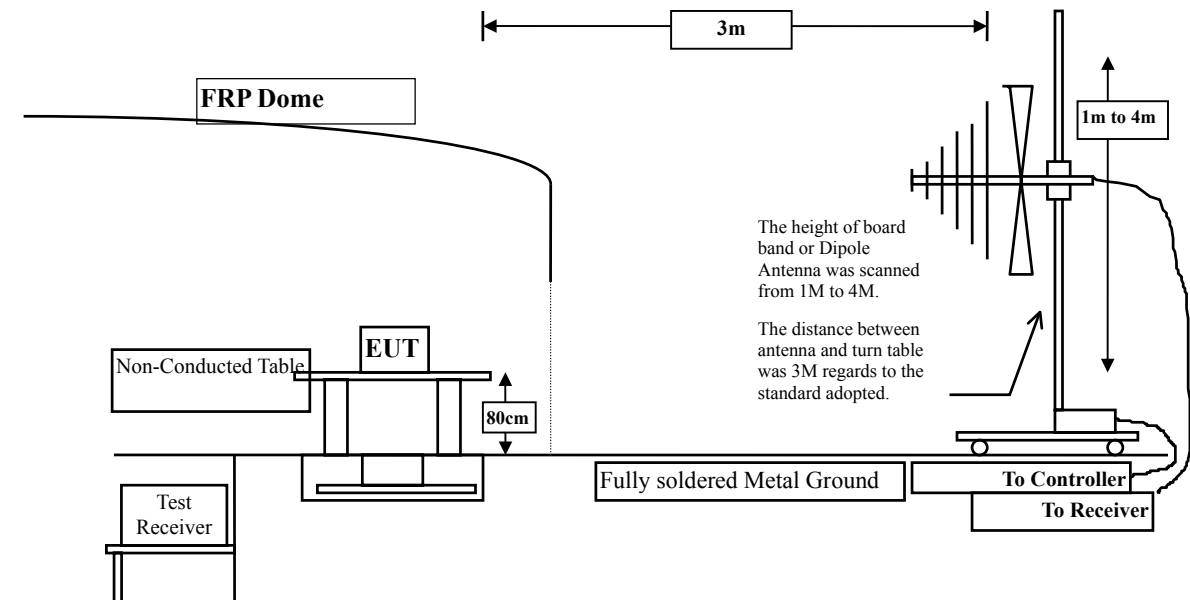 3m
FRP Dome
1m to 4m
The height of board
band or Dipole
Antenna was scanned
from 1M to 4M.
The distance between
antenna and turn table
was 3M regards to the
standard adopted.
EUT
Non-Conducted Table
80cm
Fully soldered Metal Ground
To Controller
To Receiver
Test
Receiver